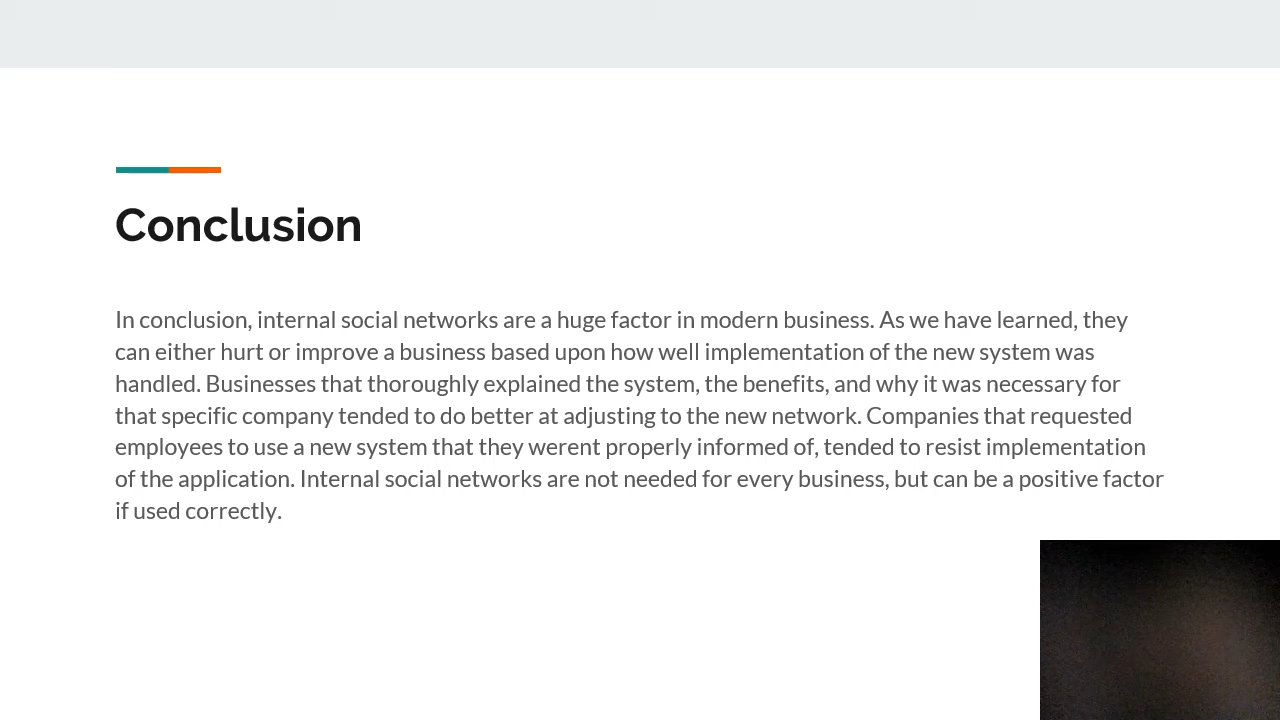 Conclusion
In conclusion, internal social networks are a huge factor in modern business. As we have learned, they
can either hurt or improve a business based upon how well implementation of the new system was
handled. Businesses that thoroughly explained the system, the benefits, and why it was necessary for
that specific company tended to do better at adjusting to the new network. Companies that requested
employees to use a new system that they werent properly informed of, tended to resist implementation
of the application. Internal social networks are not needed for every business, but can be a positive factor
if used correctly.